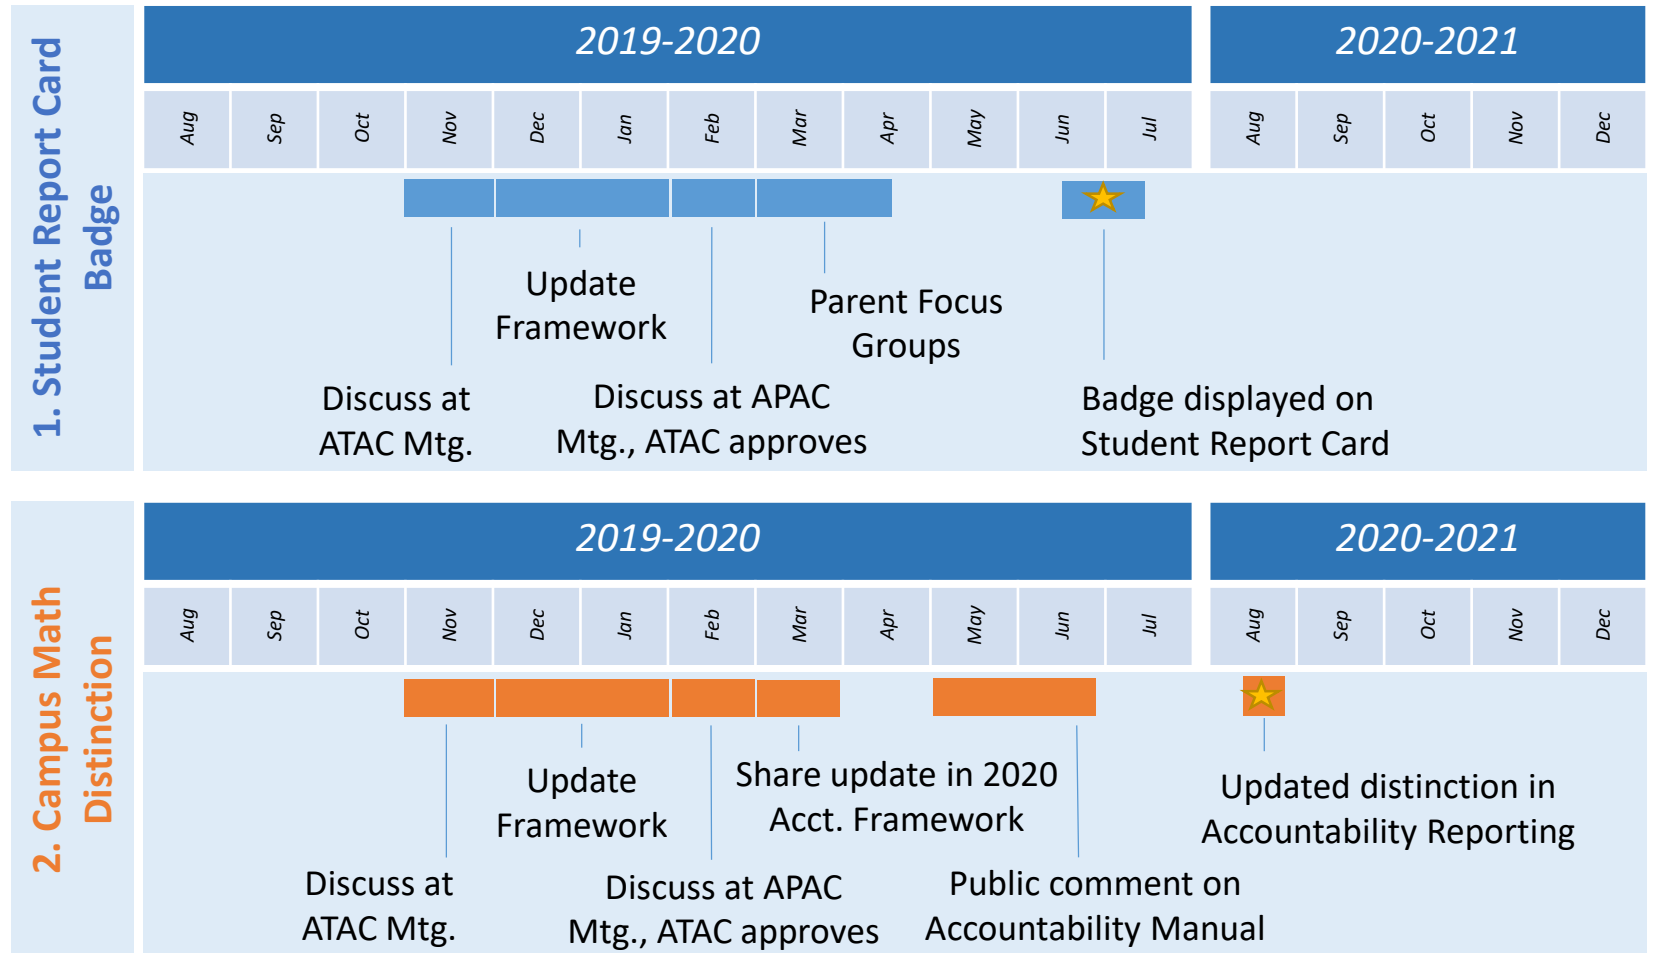 1. Student Report Card
Badge
2019-2020
2020-2021
Aug Sep Oct Nov Dec Jan Feb Mar Apr May Jun Jul Aug Sep Oct Nov Dec
Update
Framework
Parent Focus
Groups
Discuss at
ATAC Mtg.
Discuss at APAC
Mtg., ATAC approves
Badge displayed on
Student Report Card
2. Campus Math
Distinction
2019-2020
2020-2021
Aug Sep Oct Nov Dec Jan Feb Mar Apr May Jun Jul Aug Sep Oct Nov Dec
Update
Framework
Share update in 2020
Acct. Framework
Updated distinction in
Accountability Reporting
Discuss at
ATAC Mtg.
Discuss at APAC
Mtg., ATAC approves
Public comment on
Accountability Manual